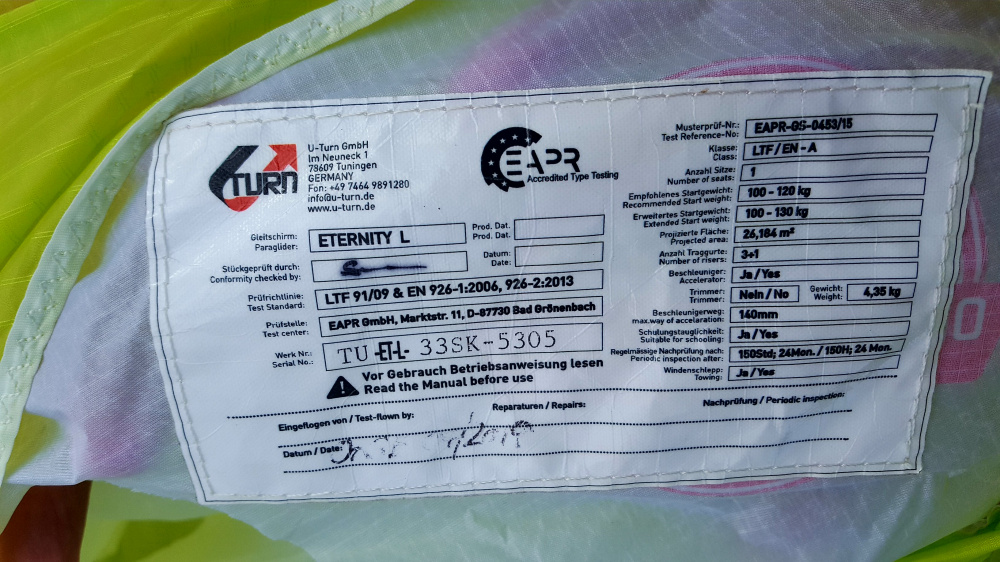 TURN
U-Turn GmbH
Im Neuneck 1
78609 Tuningen
GERMANY
Fon: +49 7464 9891280
info@u-turn.de
www.u-turn.de
EAPR
Accredited Type Testing
Gleitschirm:
Paraglider:
ETERNITY L
Prod. Dat.
Prod. Dat.
Stückgeprüft durch:
Conformity checked by:
Datum:
Date:
Prüfrichtlinie:
Test Standard:
LTF 91/09 & EN 926-1:2006, 926-2:2013
Prüfstelle:
Test center:
EAPR GmbH, Marktstr. 11, D-87730 Bad Grönenbach
Werk Nr.:
Serial No.:
TU-ETL- 33SK-5305
Vor Gebrauch Betriebsanweisung lesen
Read the Manual before use
Musterprüf-Nr.:
Test Reference-No:
EAPR-GS-0453/15
Klasse:
Class:
LTF/EN-A
Anzahl Sitze:
Number of seats:
1
Empfohlenes Startgewicht:
Recommended Start weight:
100 - 120 kg
Erweitertes Startgewicht:
Extended Start weight:
100 - 130 kg
Projizierte Fläche:
Projected area:
26,184 m²
Anzahl Traggurte:
Number of risers:
3+1
Beschleuniger:
Accelerator:
Ja / Yes
Trimmer:
Trimmer:
Nein / No
Gewicht:
Weight:
4,35 kg
Beschleunigerweg:
max.way of accelaration:
140mm
Schulungstauglichkeit:
Suitable for schooling:
Ja / Yes
Regelmässige Nachprüfung nach:
Periodic inspection after:
150Std; 24Mon. / 150H; 24 Mon.
Windenschlepp:
Towing:
Ja / Yes
Eingeflogen von / Test-flown by:
Reparaturen / Repairs:
Nachprüfung / Periodic inspection:
Datum / Date:
0